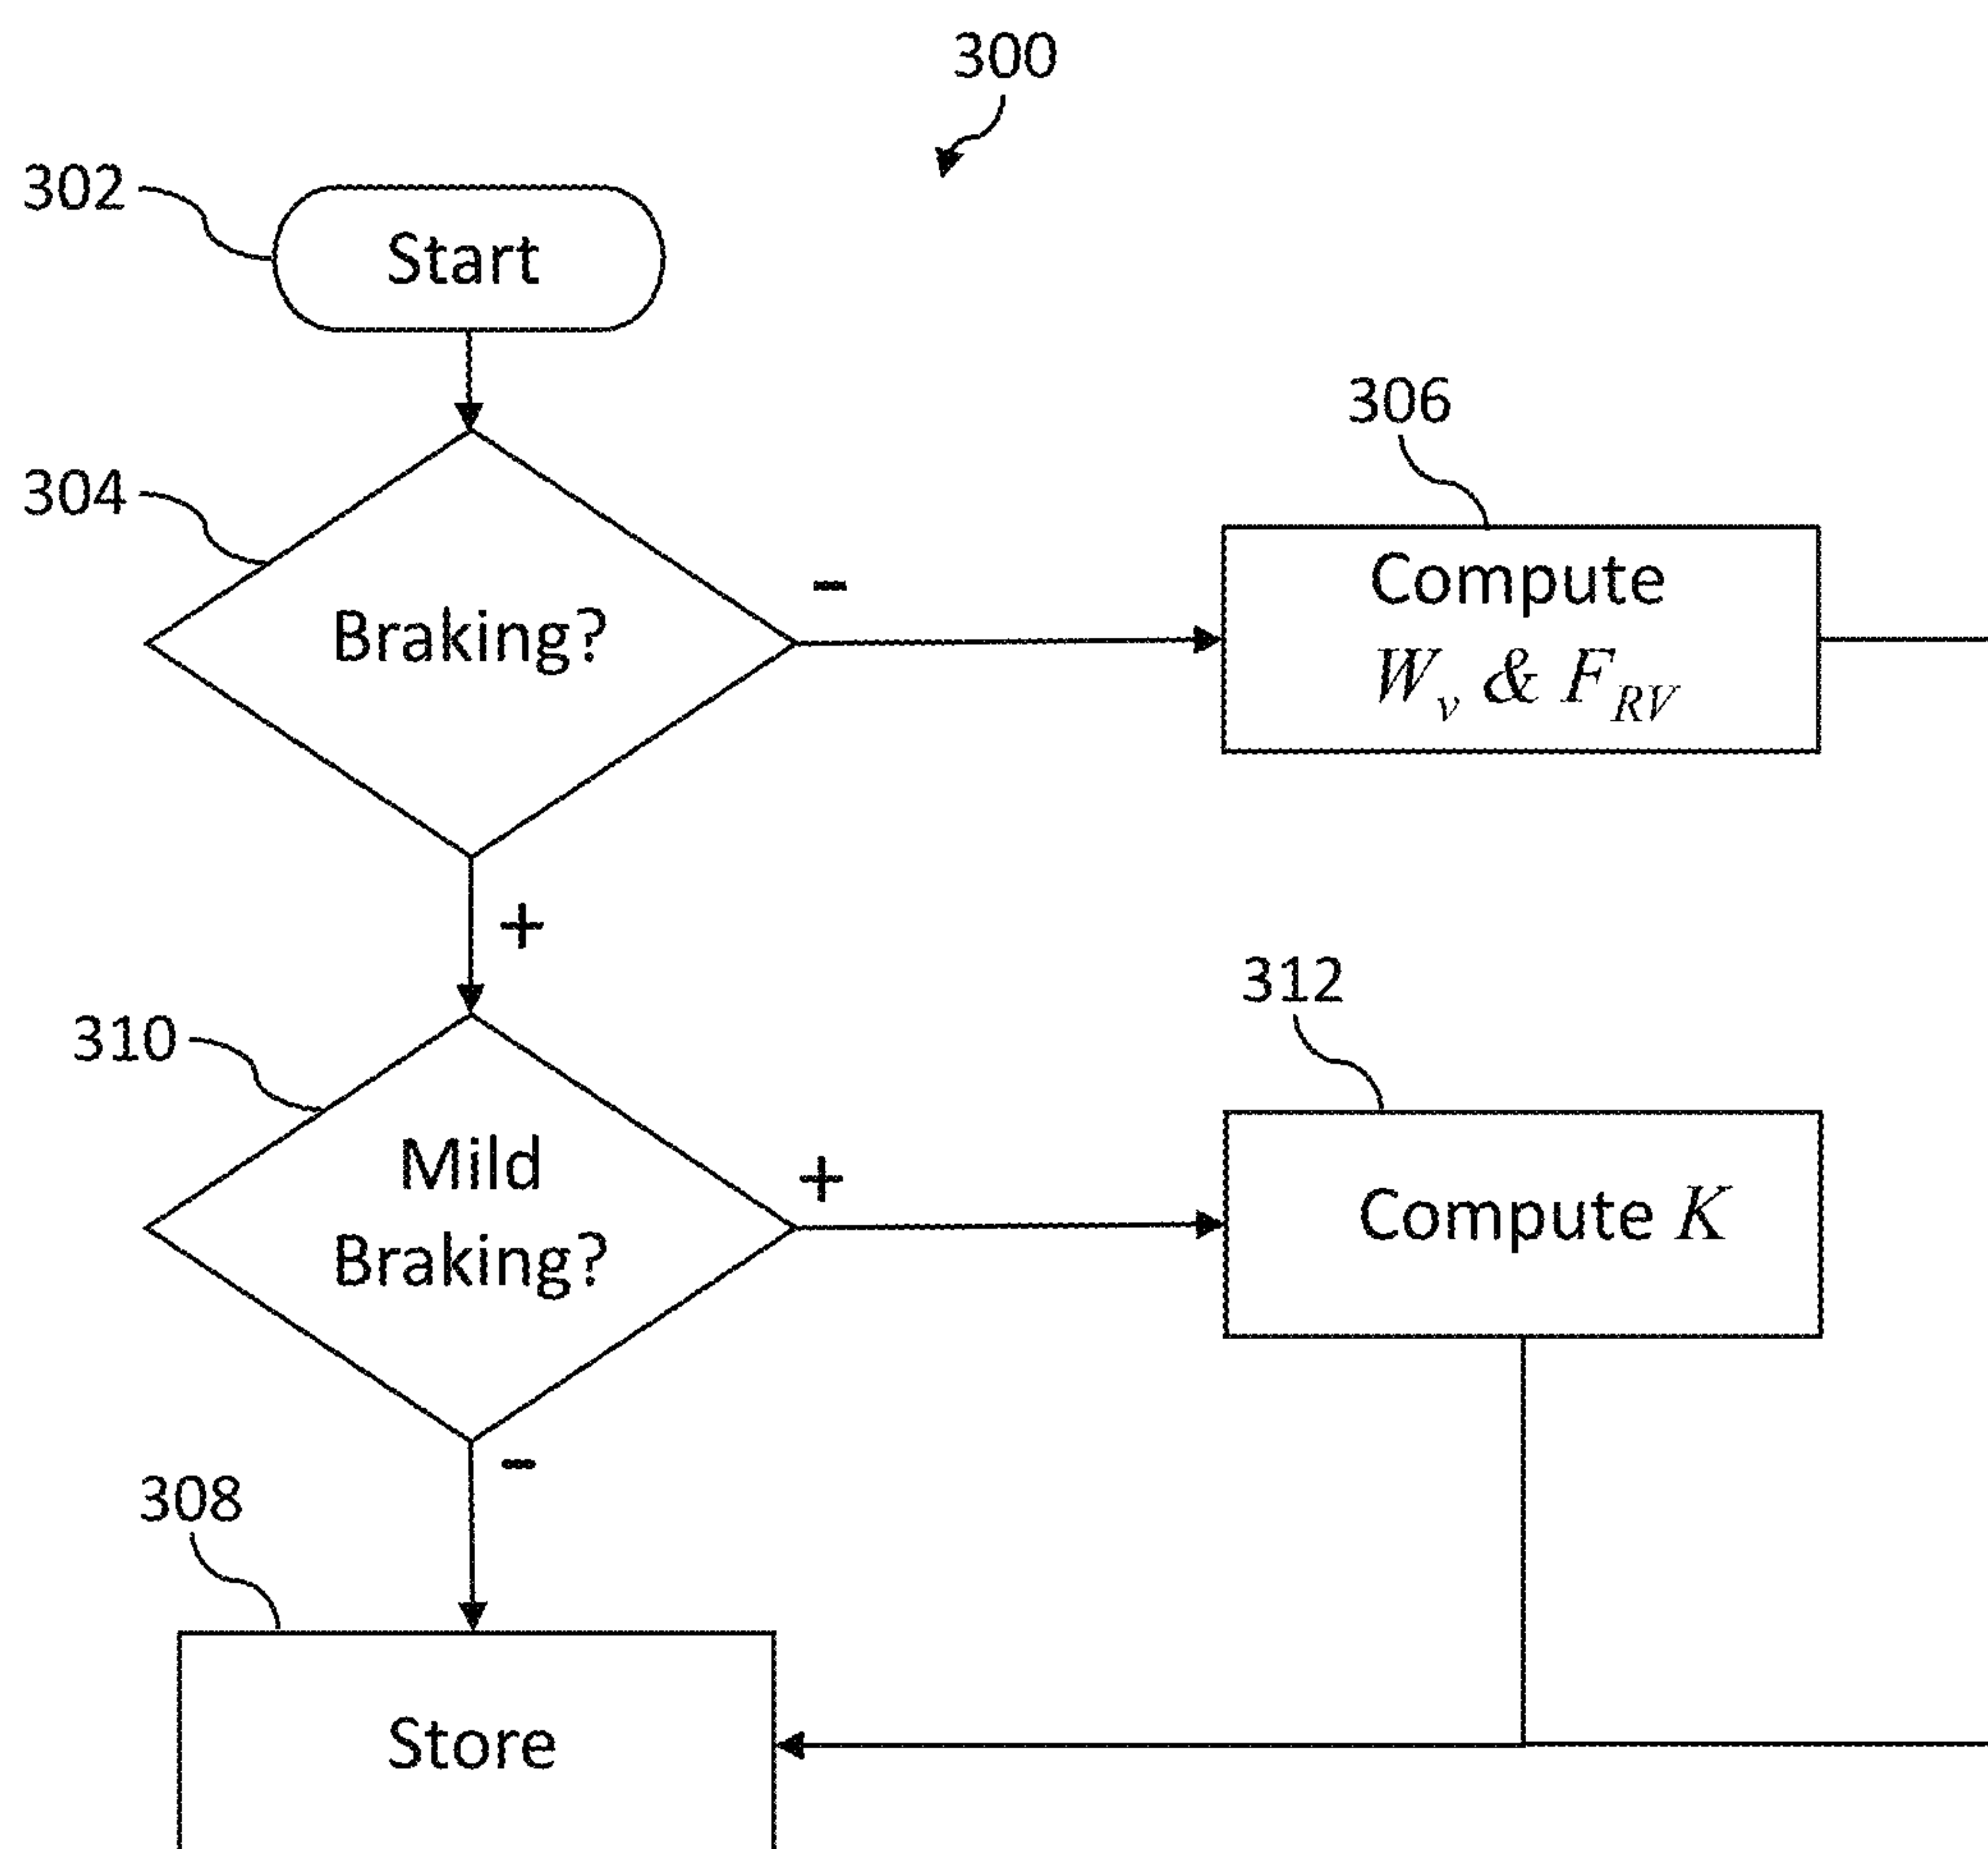 300
302
Start
304
Braking?
-
306
Compute
W_v & F_RV
+
310
Mild
Braking?
+
312
Compute K
-
308
Store